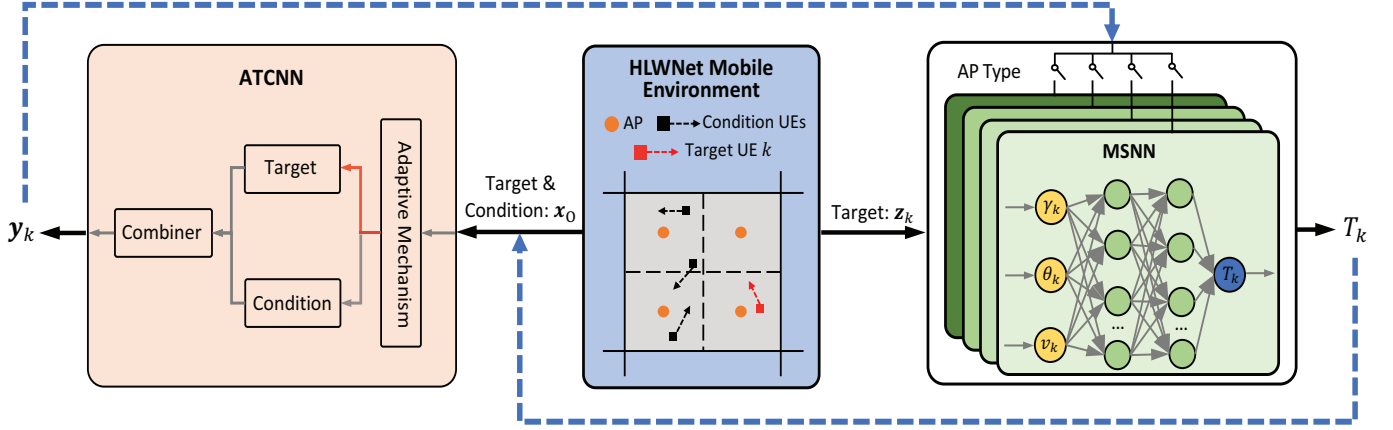 ATCNN
Target
Condition
Combiner
Adaptive Mechanism
y_k
Target &
Condition: x_0
HLWNet Mobile
Environment
AP
Condition UEs
Target UE k
Target: z_k
AP Type
MSNN
γ_k
θ_k
v_k
...
...
T_k
T_k